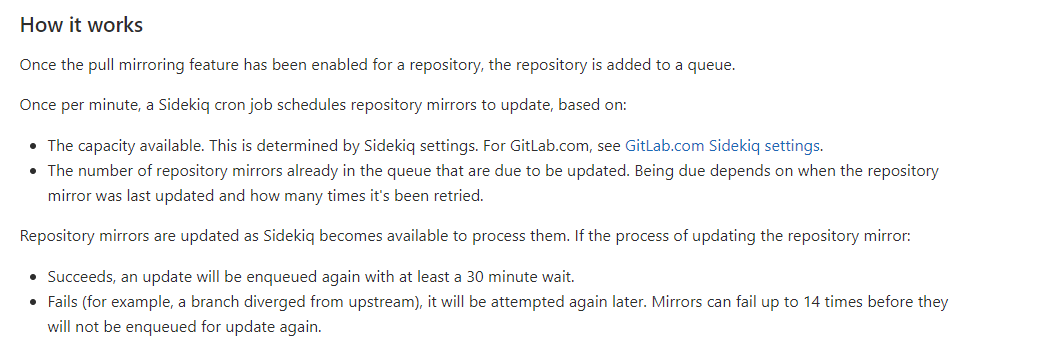 How it works
Once the pull mirroring feature has been enabled for a repository, the repository is added to a queue.
Once per minute, a Sidekiq cron job schedules repository mirrors to update, based on:
• The capacity available. This is determined by Sidekiq settings. For GitLab.com, see GitLab.com Sidekiq settings.
• The number of repository mirrors already in the queue that are due to be updated. Being due depends on when the repository
mirror was last updated and how many times it's been retried.
Repository mirrors are updated as Sidekiq becomes available to process them. If the process of updating the repository mirror:
• Succeeds, an update will be enqueued again with at least a 30 minute wait.
• Fails (for example, a branch diverged from upstream), it will be attempted again later. Mirrors can fail up to 14 times before they
will not be enqueued for update again.